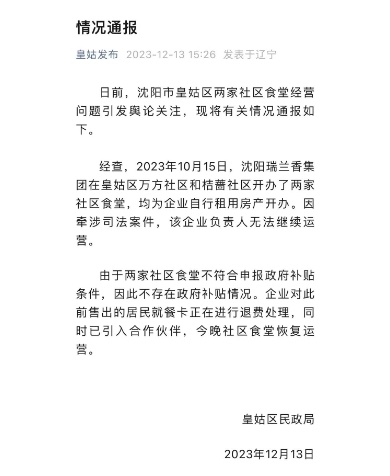 情况通报
皇姑发布 2023-12-13 15:26 发表于辽宁
日前，沈阳市皇姑区两家社区食堂经营
问题引发舆论关注，现将有关情况通报如
下。
经查，2023年10月15日，沈阳瑞兰香集
团在皇姑区万方社区和桔蔷社区开办了两家
社区食堂，均为企业自行租用房产开办。因
牵涉司法案件，该企业负责人无法继续运
营。
由于两家社区食堂不符合申报政府补贴
条件，因此不存在政府补贴情况。企业对此
前售出的居民就餐卡正在进行退费处理，同
时已引入合作伙伴，今晚社区食堂恢复运
营。
皇姑区民政局
2023年12月13日